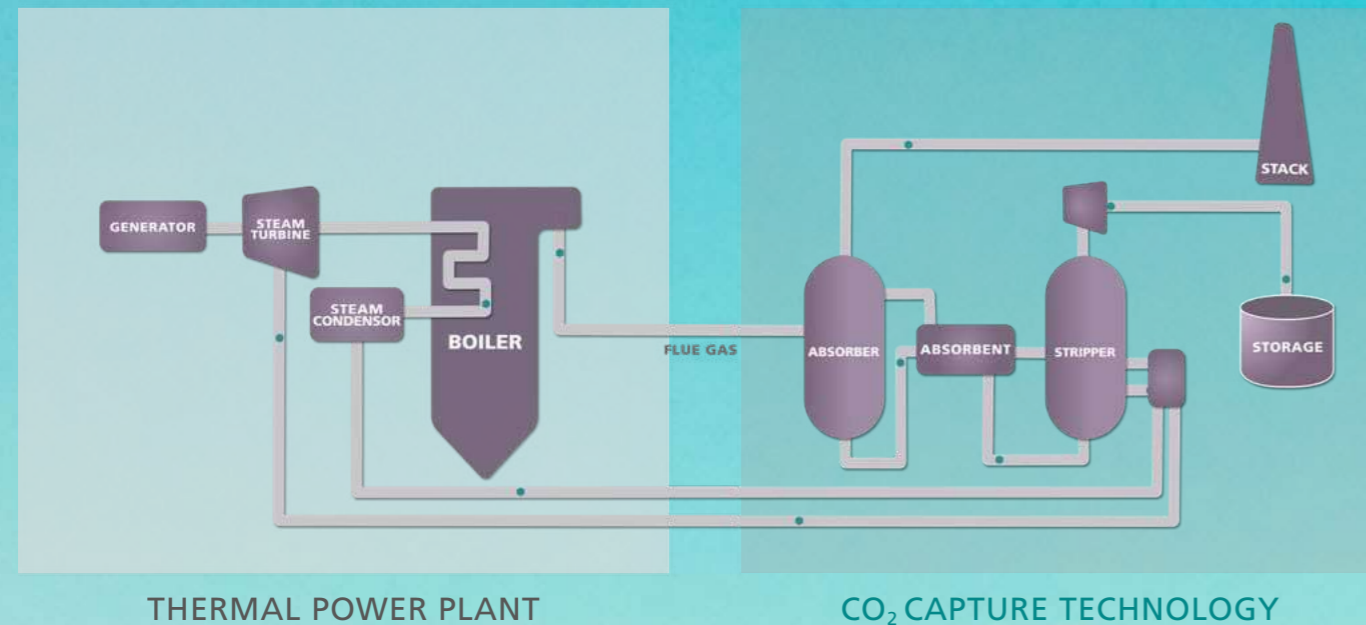 STACK
GENERATOR
STEAM
TURBINE
STEAM
CONDENSOR
BOILER
FLUE GAS
ABSORBER
ABSORBENT
STRIPPER
STORAGE
THERMAL POWER PLANT
CO₂ CAPTURE TECHNOLOGY